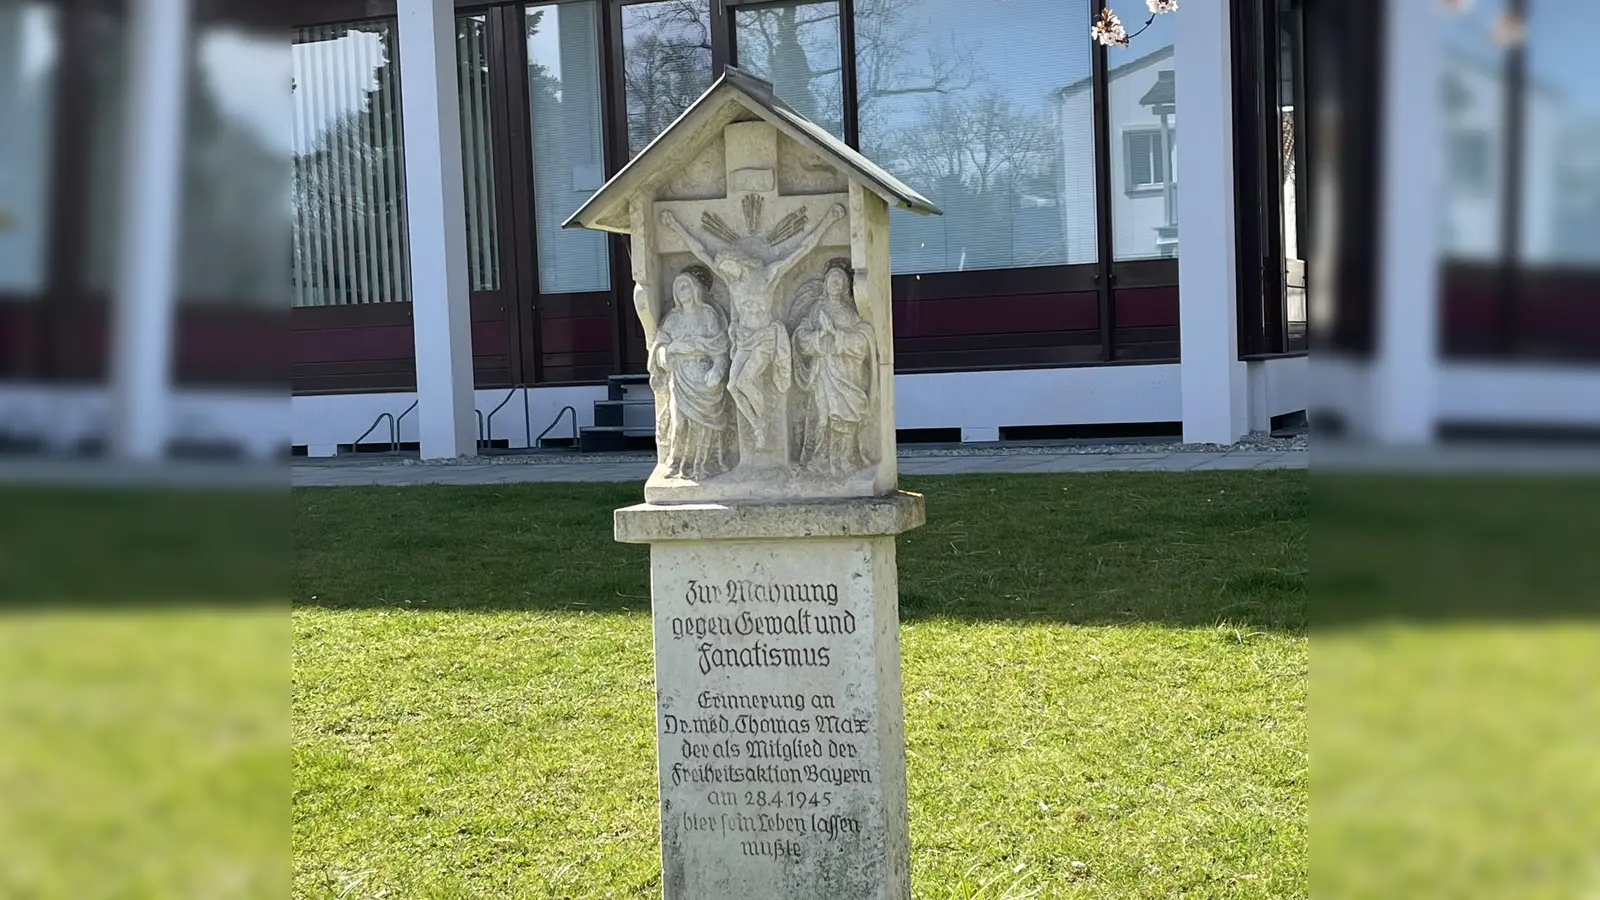 Zur Mahnung
gegen Gewalt und
Fanatismus
Erinnerung an
Dr. med. Thomas Max
der als Mitglied der
Freiheitsaktion Bayern
am 28.4.1945
hier sein Leben lassen
mußte